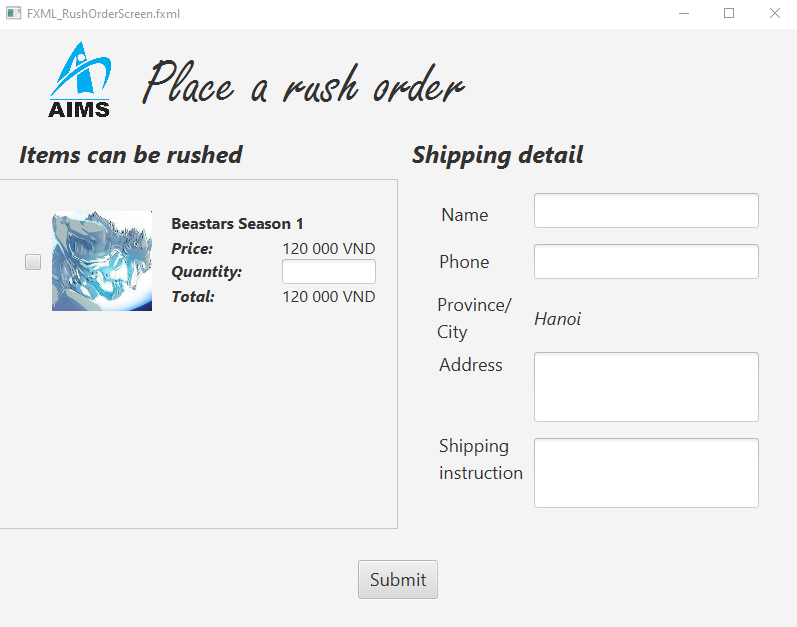 FXML_RushOrderScreen.fxml
AIMS
Place a rush order
Items can be rushed
Beastars Season 1
Price: 120 000 VND
Quantity:
Total: 120 000 VND
Shipping detail
Name
Phone
Province/
City
Hanoi
Address
Shipping
instruction
Submit